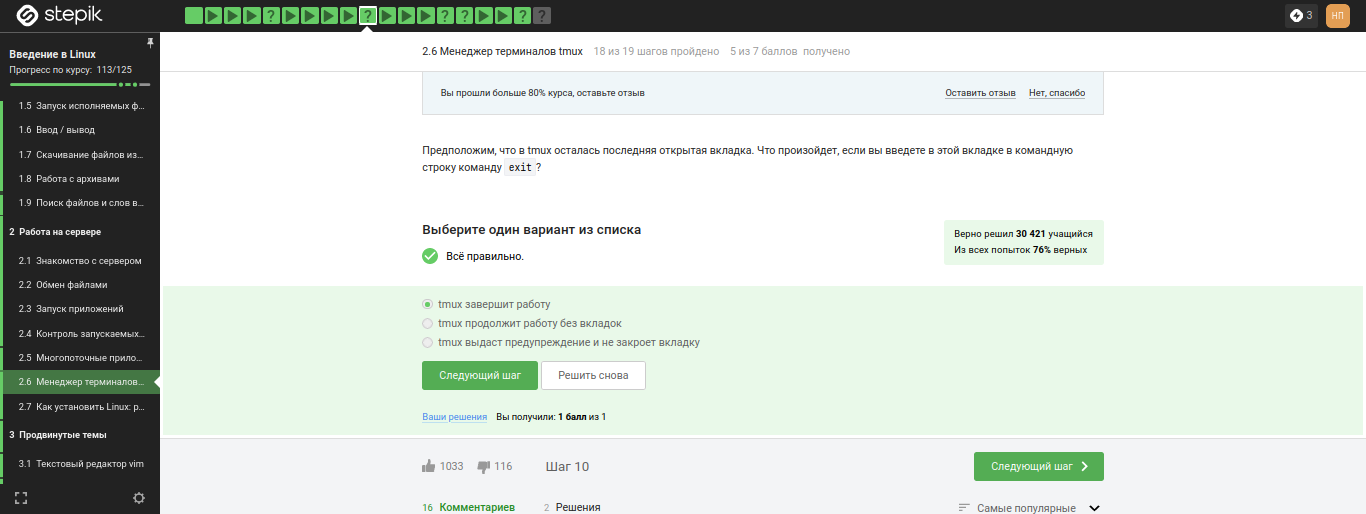 stepik
? ? ? ? ? ?
3
НП
Введение в Linux
Прогресс по курсу: 113/125
1.5 Запуск исполняемых ф...
1.6 Ввод / вывод
1.7 Скачивание файлов из...
1.8 Работа с архивами
1.9 Поиск файлов и слов в...
2 Работа на сервере
2.1 Знакомство с сервером
2.2 Обмен файлами
2.3 Запуск приложений
2.4 Контроль запускаемых...
2.5 Многопоточные прило...
2.6 Менеджер терминалов...
2.7 Как установить Linux: р...
3 Продвинутые темы
3.1 Текстовый редактор vim
2.6 Менеджер терминалов tmux 18 из 19 шагов пройдено 5 из 7 баллов получено
Вы прошли больше 80% курса, оставьте отзыв
Оставить отзыв Нет, спасибо
Предположим, что в tmux осталась последняя открытая вкладка. Что произойдет, если вы введете в этой вкладке в командную
строку команду exit ?
Выберите один вариант из списка
Всё правильно.
Верно решил 30 421 учащийся
Из всех попыток 76% верных
tmux завершит работу
tmux продолжит работу без вкладок
tmux выдаст предупреждение и не закроет вкладку
Следующий шаг Решить снова
Ваши решения Вы получили: 1 балл из 1
1033 116 Шаг 10
Следующий шаг
16 Комментариев 2 Решения
Самые популярные